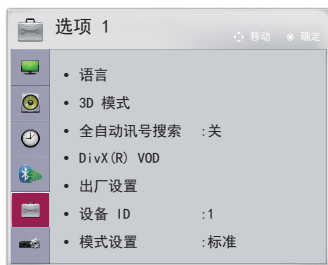 选项 1
移动 确定
• 语言
• 3D 模式
• 全自动讯号搜索 :关
• DivX(R) VOD
• 出厂设置
• 设备 ID :1
• 模式设置 :标准